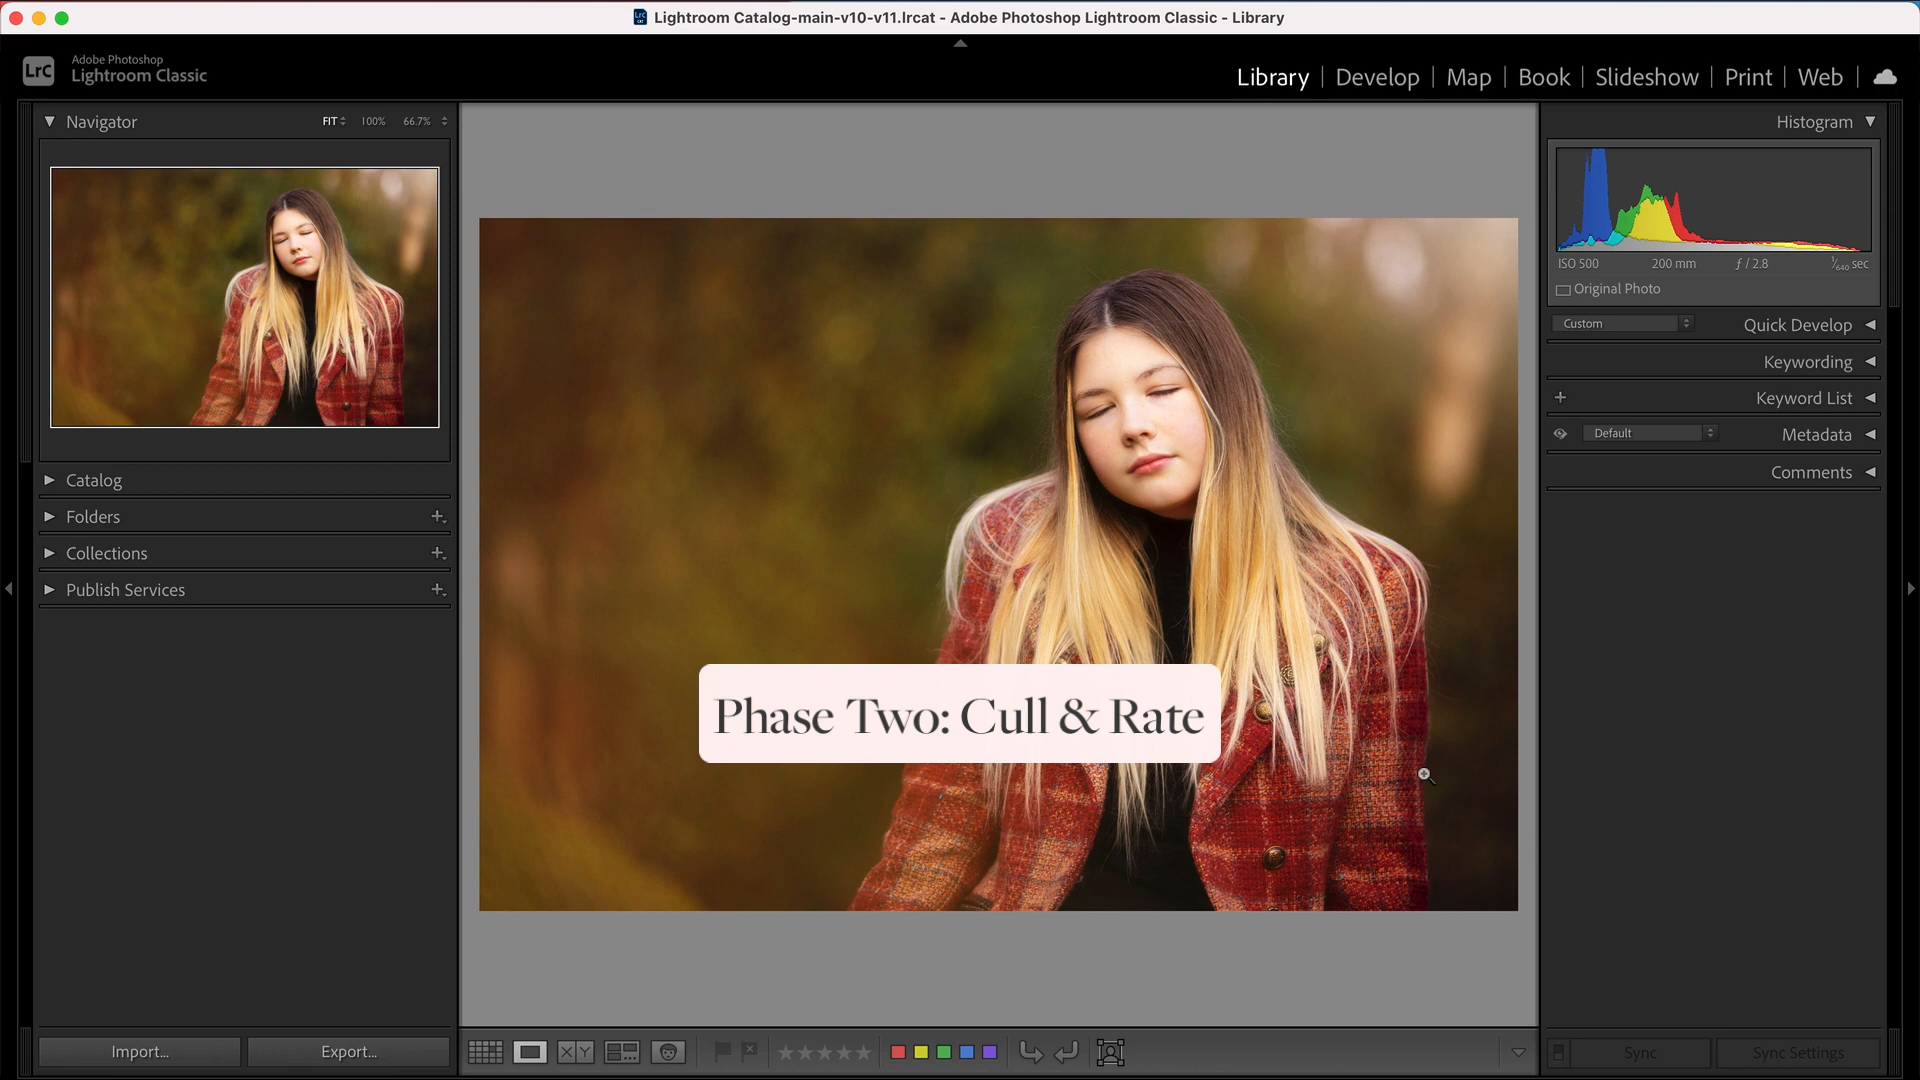 Lightroom Catalog-main-v10-v11.lrcat - Adobe Photoshop Lightroom Classic - Library
LrC
Adobe Photoshop
Lightroom Classic
Library | Develop | Map | Book | Slideshow | Print | Web
Navigator FIT 100% 66.7%
Histogram
ISO 500 200 mm ƒ / 2.8 1/640 sec
Original Photo
Custom Quick Develop
Keywording
Keyword List
Default Metadata
Comments
Catalog
Folders
Collections
Publish Services
Phase Two: Cull & Rate
Import... Export...
X Y
Sync Sync Settings